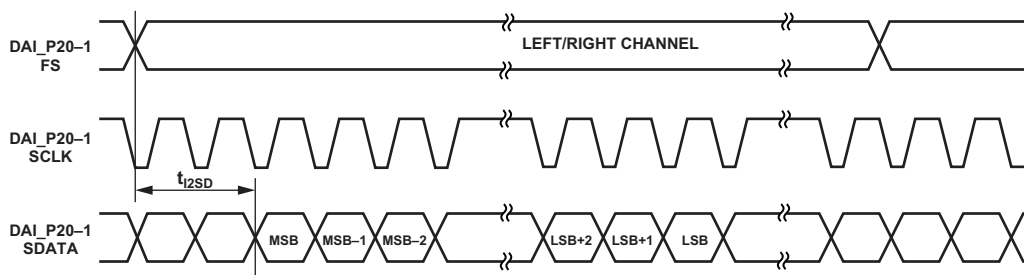 DAI_P20–1
FS
LEFT/RIGHT CHANNEL
DAI_P20–1
SCLK
tI2SD
DAI_P20–1
SDATA
MSB
MSB–1
MSB–2
LSB+2
LSB+1
LSB